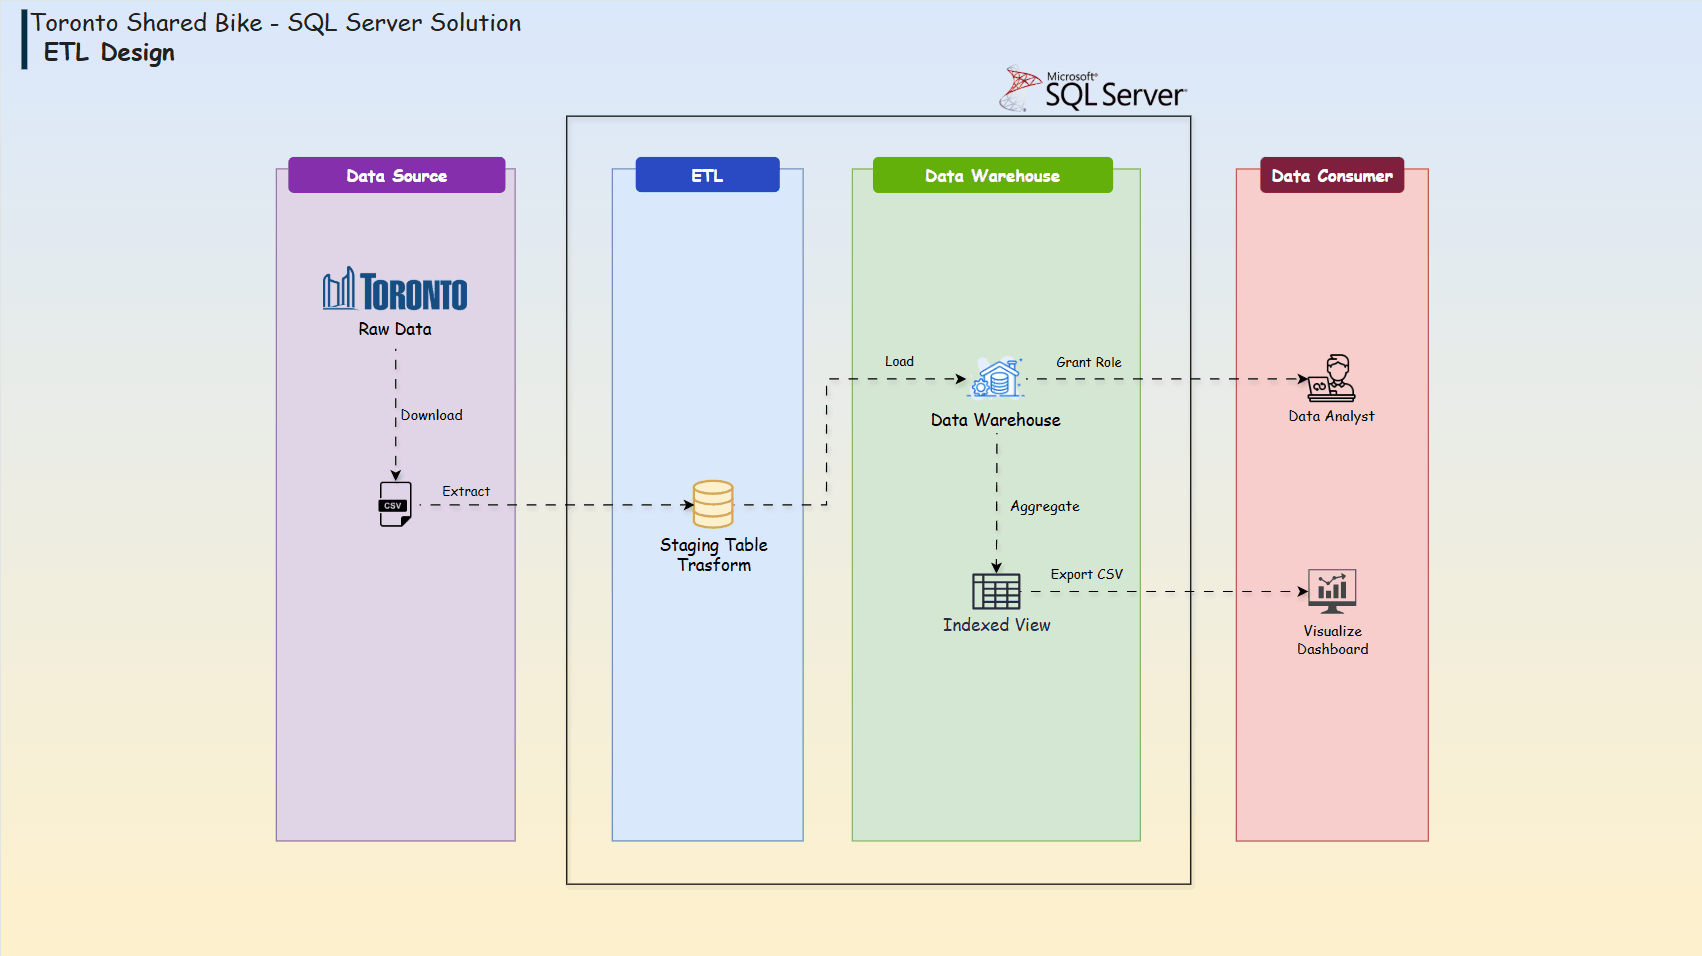 Toronto Shared Bike - SQL Server Solution
ETL Design
Microsoft®
SQL Server
Data Source
ETL
Data Warehouse
Data Consumer
TORONTO
Raw Data
Download
CSV
Extract
Staging Table
Trasform
Load
Data Warehouse
Grant Role
Data Analyst
Aggregate
Indexed View
Export CSV
Visualize
Dashboard